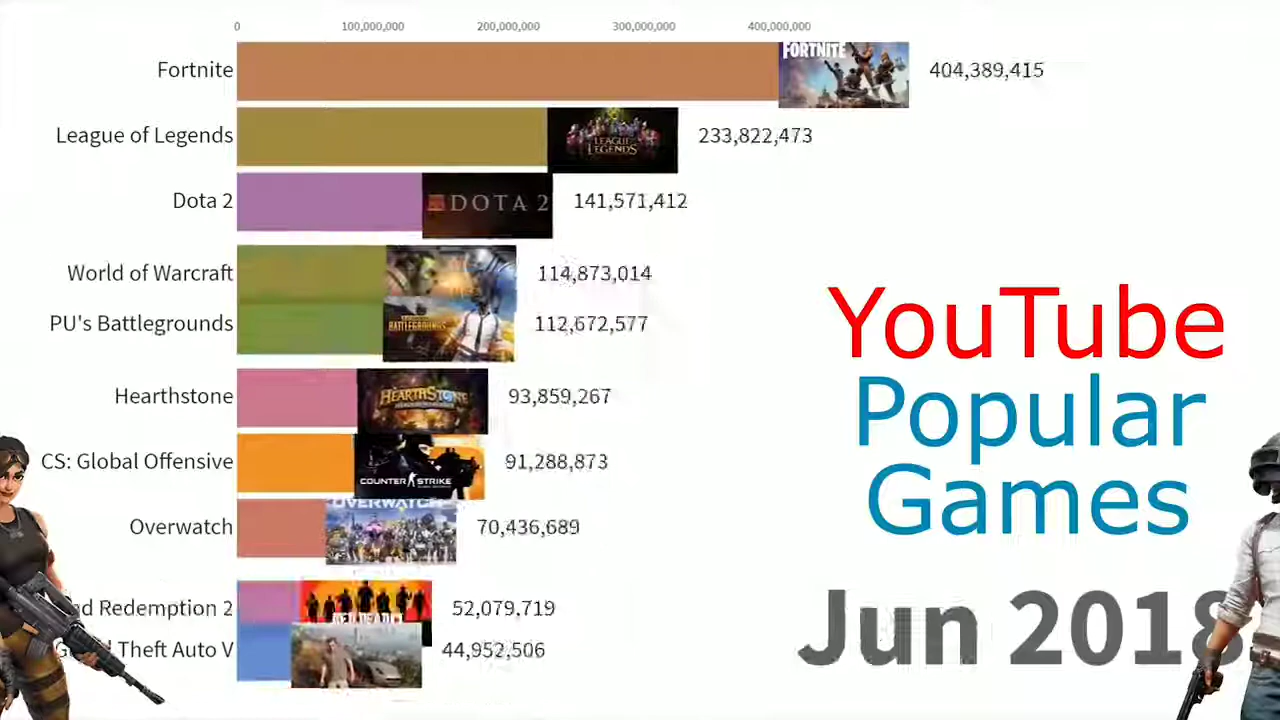 0 100,000,000 200,000,000 300,000,000 400,000,000
Fortnite FORTNITE 404,389,415
League of Legends LEAGUE LEGENDS 233,822,473
Dota 2 DOTA 2 141,571,412
World of Warcraft 114,873,014
PU's Battlegrounds BATTLEGROUNDS 112,672,577
Hearthstone HEARTHSTONE 93,859,267
CS: Global Offensive COUNTER STRIKE 91,288,873
Overwatch OVERWATCH 70,436,689
Redemption 2 52,079,719
Theft Auto V 44,952,506
YouTube
Popular
Games
Jun 2018